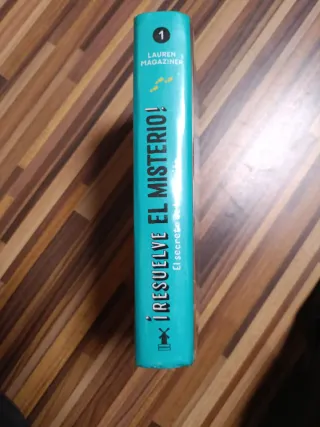 1
LAUREN
MAGAZINER
¡RESUELVE EL MISTERIO!
El secreto